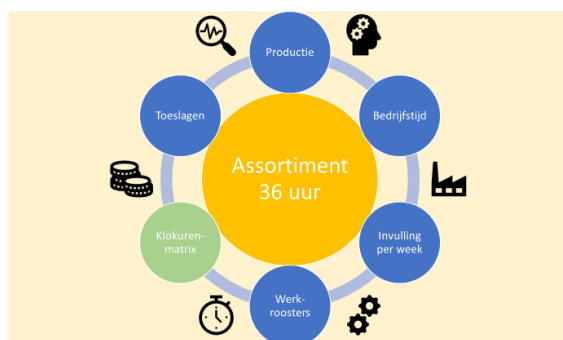 Productie
Bedrijfstijd
Invulling
per week
Werk-
roosters
Klokuren-
matrix
Toeslagen
Assortiment
36 uur